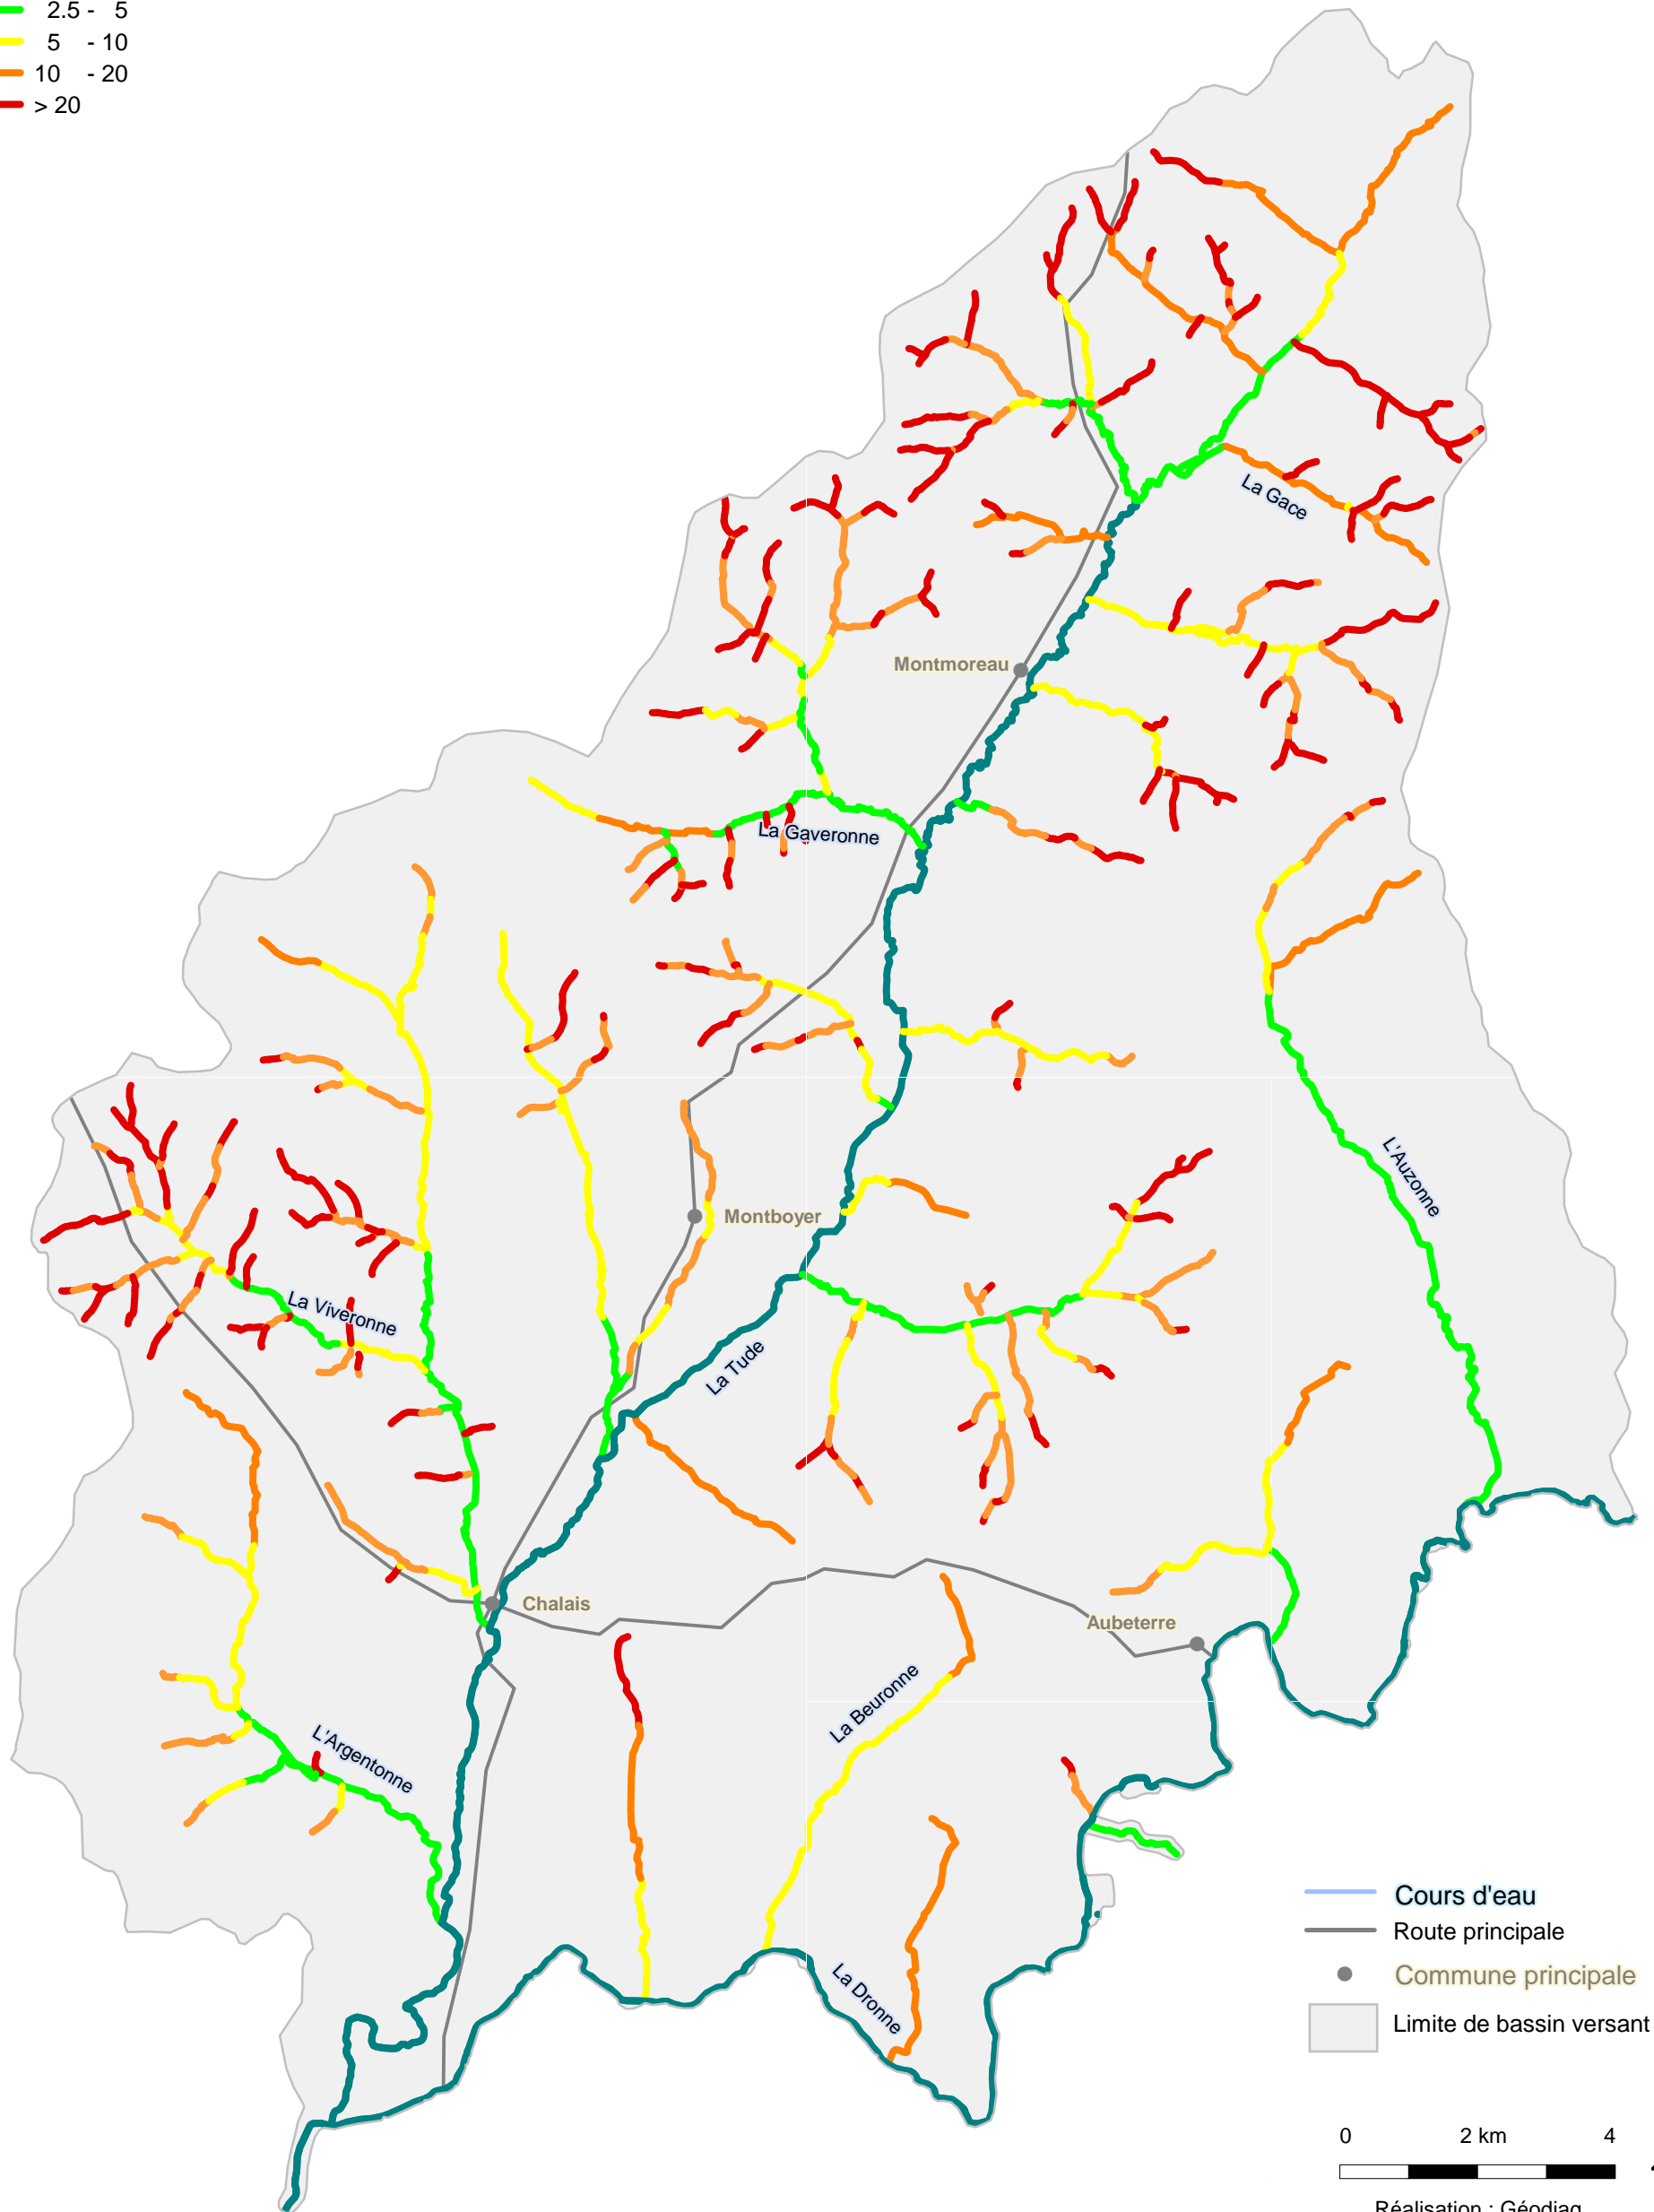 2.5 - 5
5 - 10
10 - 20
> 20
La Gace
Montmoreau
La Gaveronne
L'Auzonne
Montboyer
La Viveronne
La Tude
Chalais
Aubeterre
La Beuronne
L'Argentonne
La Dronne
Cours d'eau
Route principale
Commune principale
Limite de bassin versant
0 2 km 4
Réalisation : Géodiag